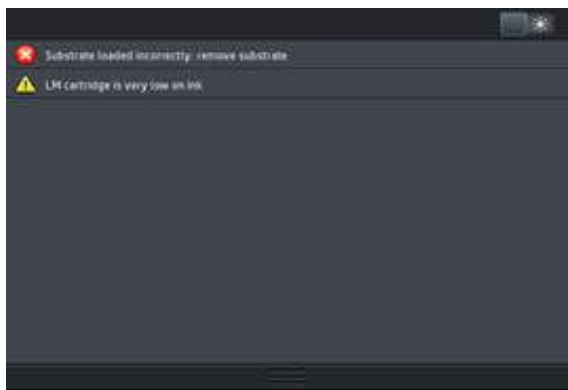 Substrate loaded incorrectly: remove substrate
LM cartridge is very low on ink